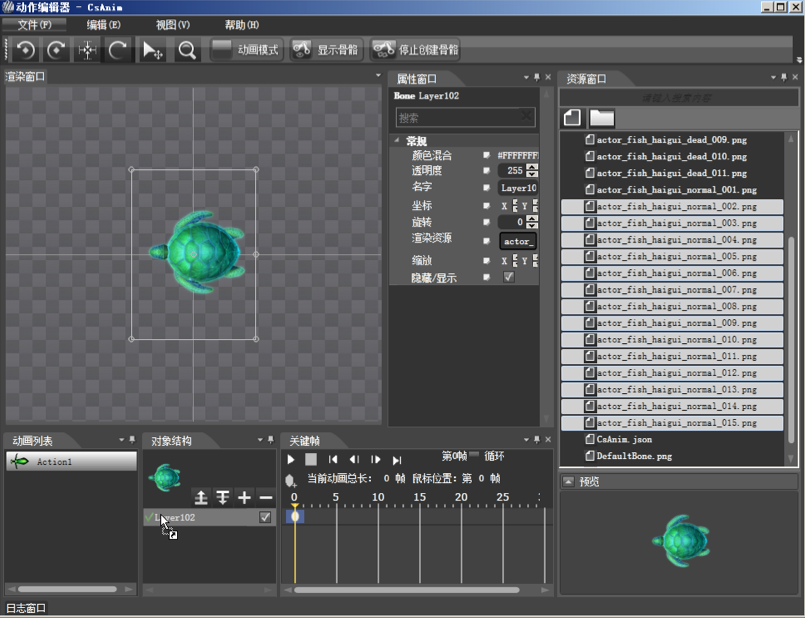 动作编辑器 - CsAnim
文件(F) 编辑(E) 视图(V) 帮助(H)
动画模式 显示骨骼 停止创建骨骼
渲染窗口
属性窗口
Bone Layer102
搜索
常规
颜色混合 #FFFFFFF
透明度 255
名字 Layer10
坐标 X Y
旋转 0
渲染资源 actor_
缩放 X Y
隐藏/显示
资源窗口
actor_fish_haigui_dead_009.png
actor_fish_haigui_dead_010.png
actor_fish_haigui_dead_011.png
actor_fish_haigui_normal_001.png
actor_fish_haigui_normal_002.png
actor_fish_haigui_normal_003.png
actor_fish_haigui_normal_004.png
actor_fish_haigui_normal_005.png
actor_fish_haigui_normal_006.png
actor_fish_haigui_normal_007.png
actor_fish_haigui_normal_008.png
actor_fish_haigui_normal_009.png
actor_fish_haigui_normal_010.png
actor_fish_haigui_normal_011.png
actor_fish_haigui_normal_012.png
actor_fish_haigui_normal_013.png
actor_fish_haigui_normal_014.png
actor_fish_haigui_normal_015.png
CsAnim.json
DefaultBone.png
预览
动画列表
Action1
对象结构
Layer102
关键帧
第0帧 循环
当前动画总长: 0 帧 鼠标位置: 第 0 帧
0 5 10 15 20 25
日志窗口